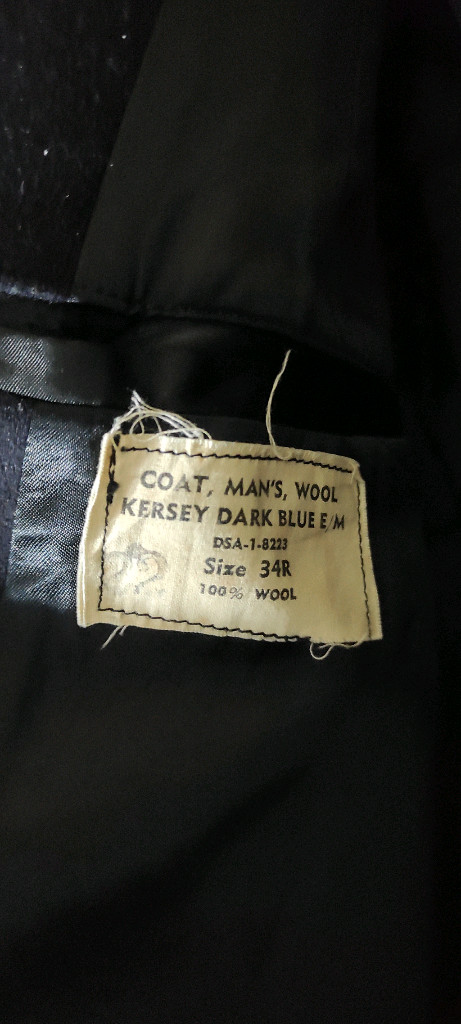 COAT, MAN'S, WOOL
KERSEY DARK BLUE E/M
DSA-1-8223
Size 34R
100% WOOL